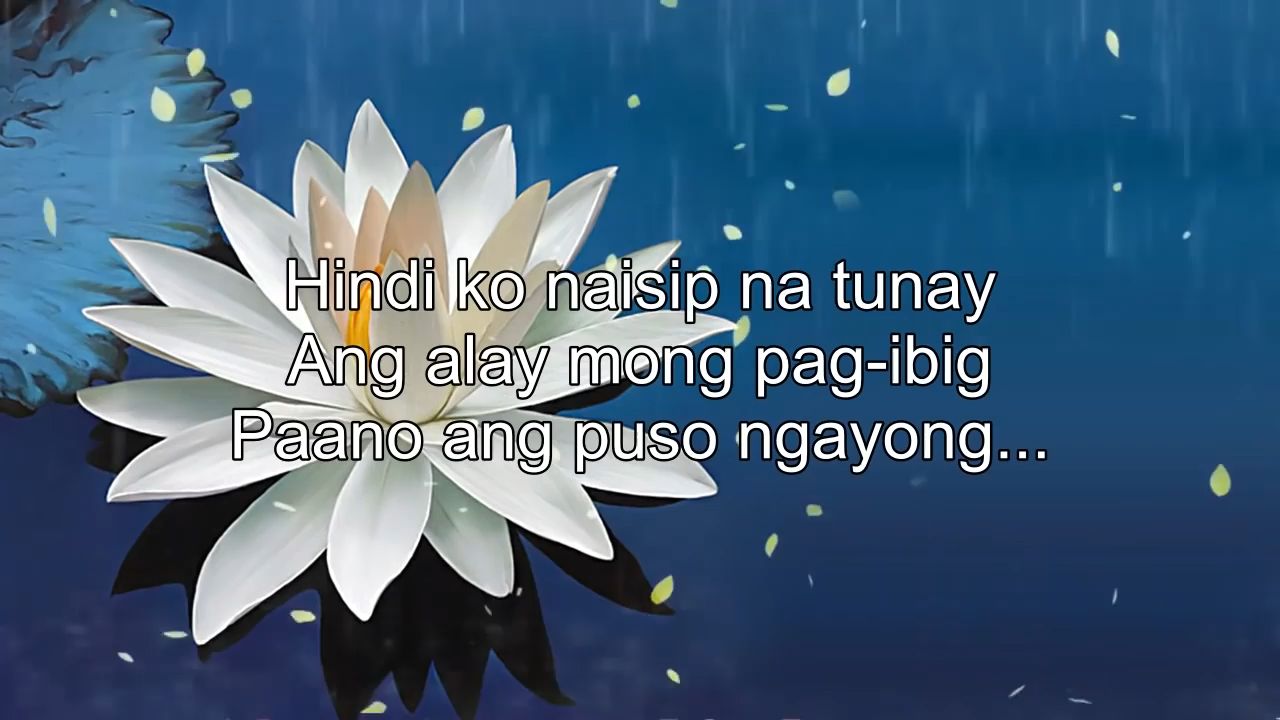 Hindi ko naisip na tunay
Ang alay mong pag-ibig
Paano ang puso ngayong...